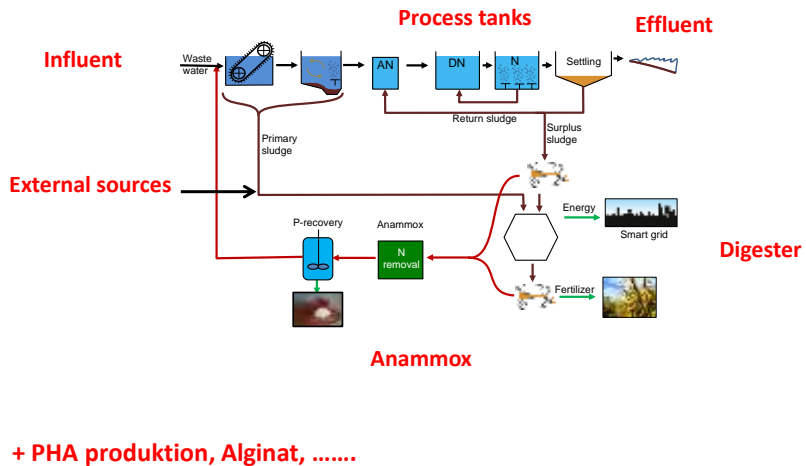 Process tanks
Effluent
Influent
Waste
water
AN
DN
N
Settling
Return sludge
Surplus
sludge
Primary
sludge
External sources
Energy
Smart grid
P-recovery
Anammox
N
removal
Digester
Fertilizer
Anammox
+ PHA produktion, Alginat, …….